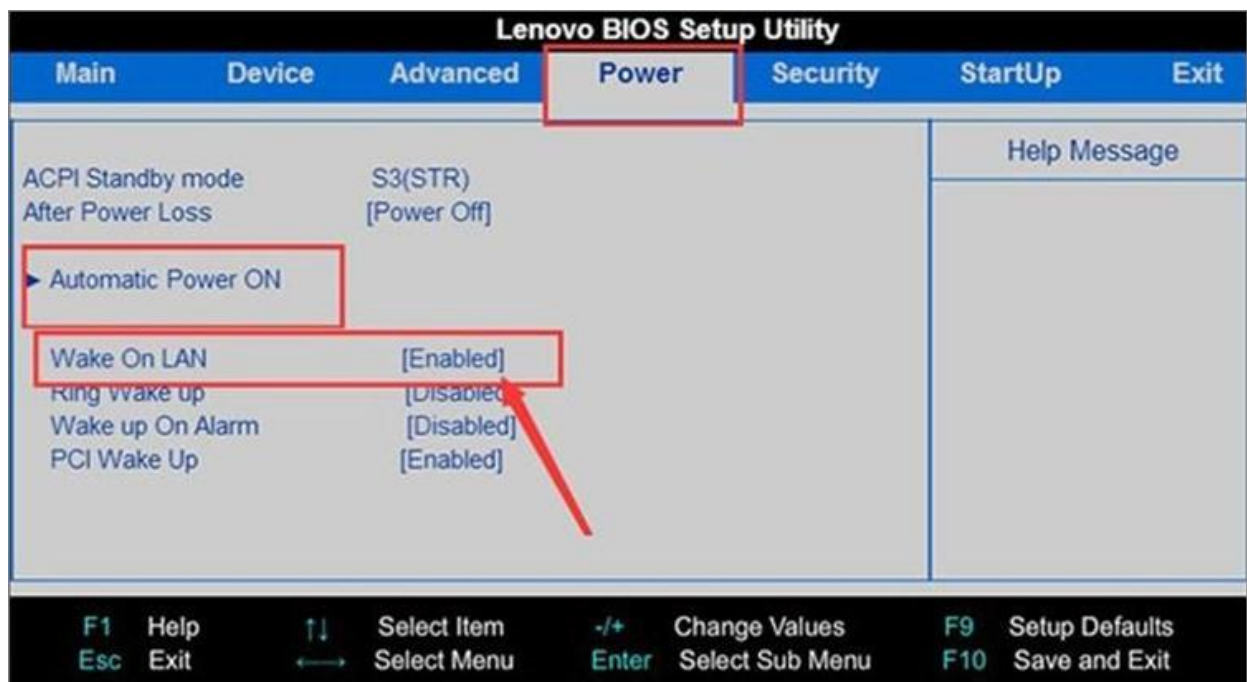 Lenovo BIOS Setup Utility
Main Device Advanced Power Security StartUp Exit
Help Message
ACPI Standby mode S3(STR)
After Power Loss [Power Off]
► Automatic Power ON
Wake On LAN [Enabled]
Ring Wake up [Disabled
Wake up On Alarm [Disabled]
PCI Wake Up [Enabled]
F1 Help ↑↓ Select Item -/+ Change Values F9 Setup Defaults
Esc Exit ←→ Select Menu Enter Select Sub Menu F10 Save and Exit